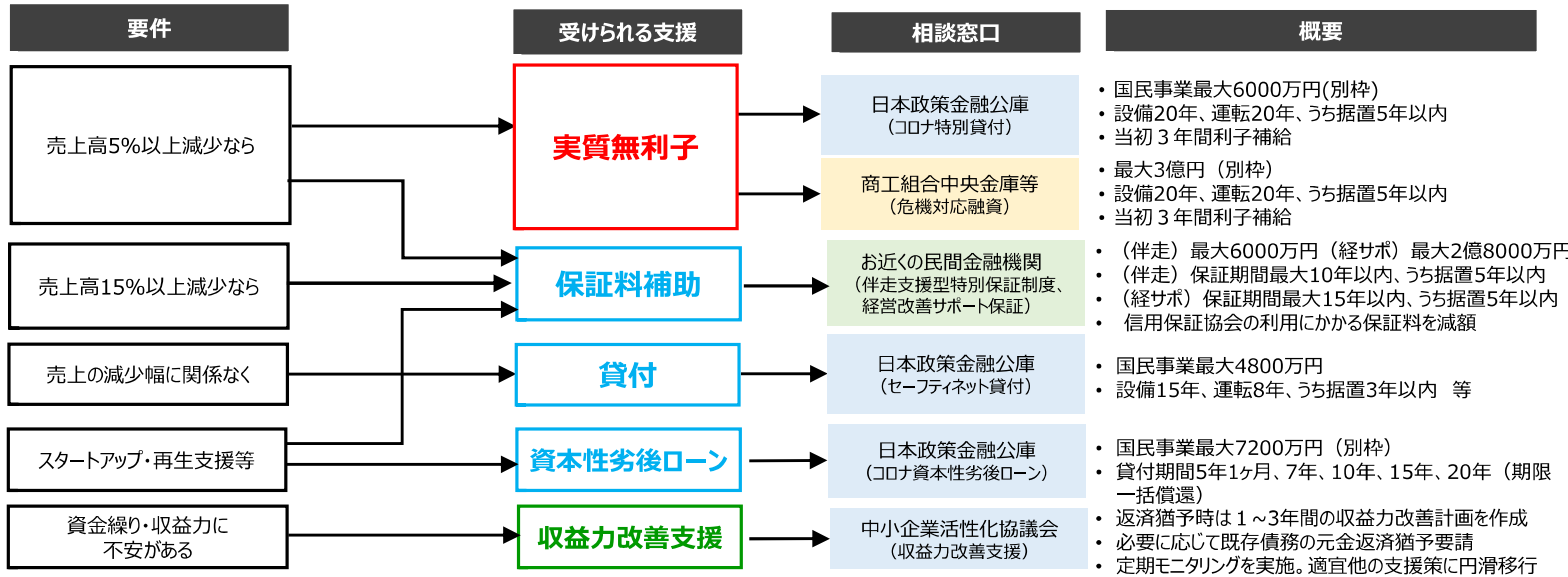 要件
受けられる支援
相談窓口
概要
売上高5%以上減少なら
実質無利子
日本政策金融公庫
（コロナ特別貸付）
• 国民事業最大6000万円(別枠)
• 設備20年、運転20年、うち据置5年以内
• 当初３年間利子補給
商工組合中央金庫等
（危機対応融資）
• 最大3億円（別枠）
• 設備20年、運転20年、うち据置5年以内
• 当初３年間利子補給
売上高15%以上減少なら
保証料補助
お近くの民間金融機関
（伴走支援型特別保証制度、
経営改善サポート保証）
• （伴走）最大6000万円（経サポ）最大2億8000万円
• （伴走）保証期間最大10年以内、うち据置5年以内
• （経サポ）保証期間最大15年以内、うち据置5年以内
• 信用保証協会の利用にかかる保証料を減額
売上の減少幅に関係なく
貸付
日本政策金融公庫
（セーフティネット貸付）
• 国民事業最大4800万円
• 設備15年、運転8年、うち据置3年以内　等
スタートアップ・再生支援等
資本性劣後ローン
日本政策金融公庫
（コロナ資本性劣後ローン）
• 国民事業最大7200万円（別枠）
• 貸付期間5年1ヶ月、7年、10年、15年、20年（期限
一括償還）
資金繰り・収益力に
不安がある
収益力改善支援
中小企業活性化協議会
（収益力改善支援）
• 返済猶予時は１～3年間の収益力改善計画を作成
• 必要に応じて既存債務の元金返済猶予要請
• 定期モニタリングを実施。適宜他の支援策に円滑移行